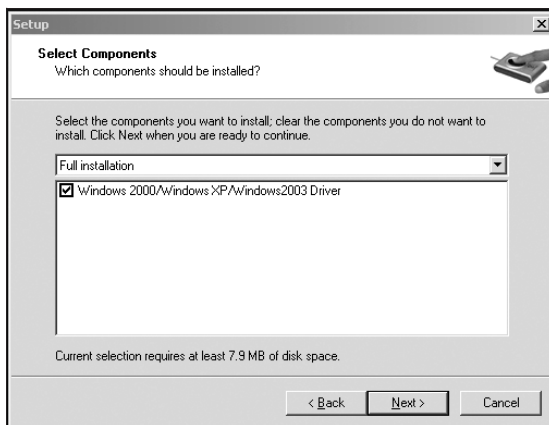 Setup
Select Components
Which components should be installed?
Select the components you want to install; clear the components you do not want to
install. Click Next when you are ready to continue.
Full installation
Windows 2000/Windows XP/Windows2003 Driver
Current selection requires at least 7.9 MB of disk space.
< Back Next > Cancel